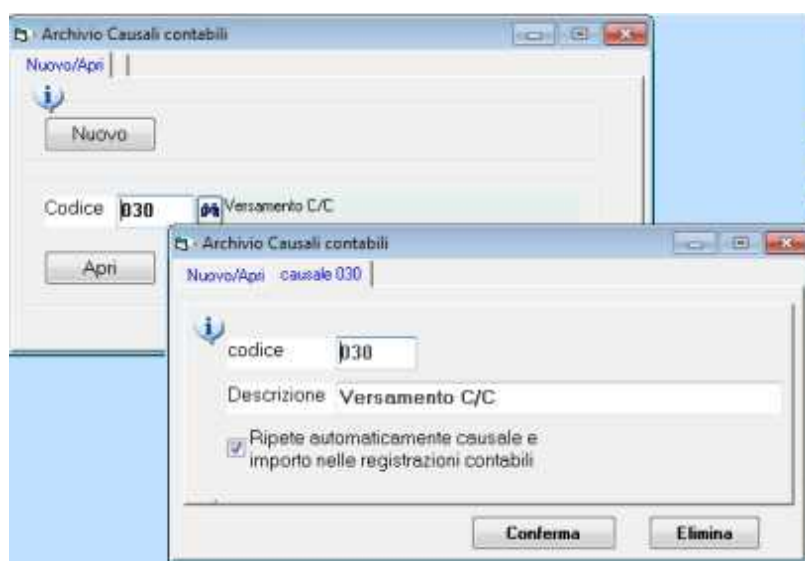 Archivio Causali contabili
Nuovo/Apri
Nuovo
Codice 030 Versamento C/C
Apri
Archivio Causali contabili
Nuovo/Apri causale 030
codice 030
Descrizione Versamento C/C
Ripete automaticamente causale e
importo nelle registrazioni contabili
Conferma Elimina